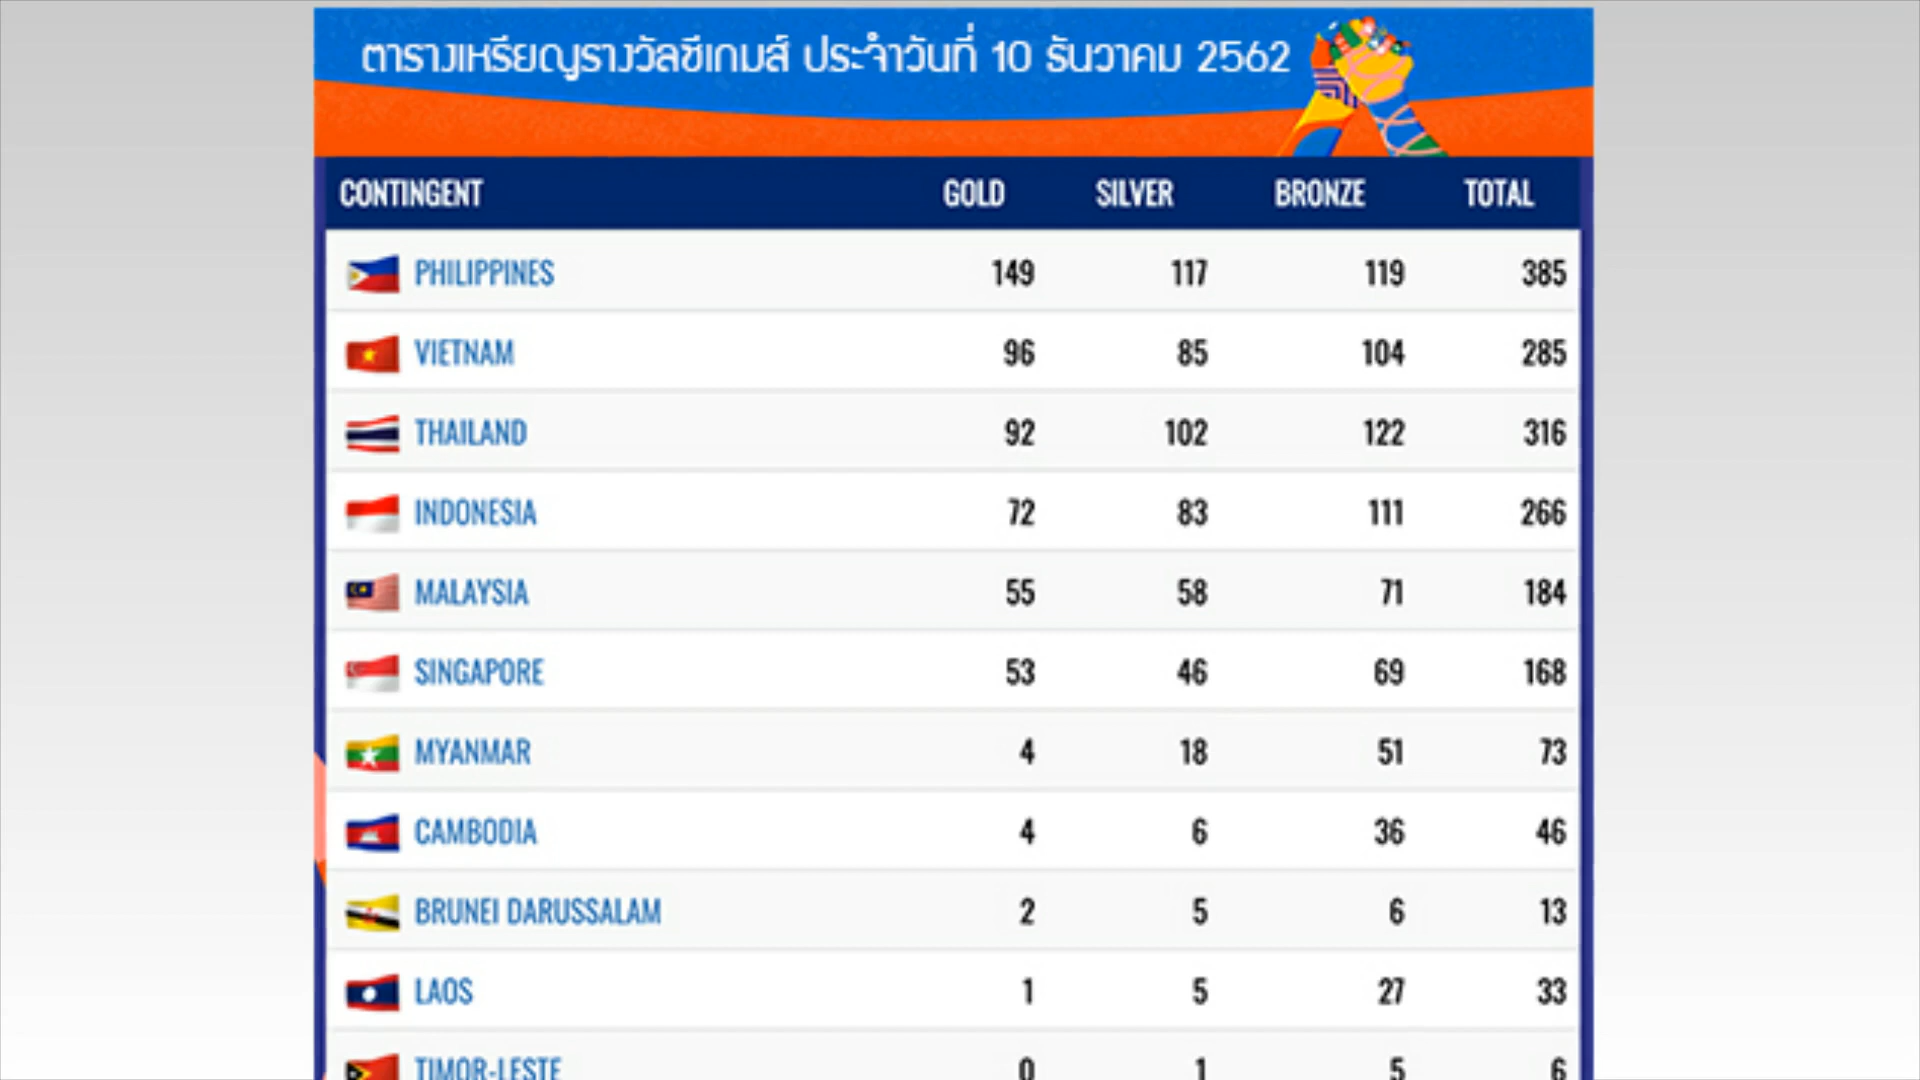 ตารางเหรียญรางวัลซีเกมส์ ประจำวันที่ 10 ธันวาคม 2562
CONTINGENT GOLD SILVER BRONZE TOTAL
PHILIPPINES 149 117 119 385
VIETNAM 96 85 104 285
THAILAND 92 102 122 316
INDONESIA 72 83 111 266
MALAYSIA 55 58 71 184
SINGAPORE 53 46 69 168
MYANMAR 4 18 51 73
CAMBODIA 4 6 36 46
BRUNEI DARUSSALAM 2 5 6 13
LAOS 1 5 27 33
TIMOR-LESTE 0 1 5 6